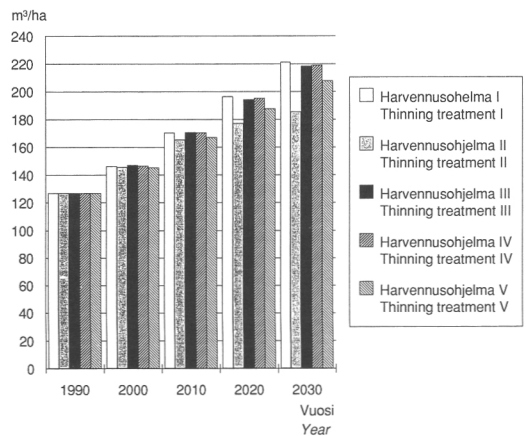 m³/ha
240
220
200
180
160
140
120
100
80
60
40
20
0
1990 2000 2010 2020 2030
Vuosi
Year
Harvennusohelma I
Thinning treatment I
Harvennusohjelma II
Thinning treatment II
Harvennusohjelma III
Thinning treatment III
Harvennusohjelma IV
Thinning treatment IV
Harvennusohjelma V
Thinning treatment V